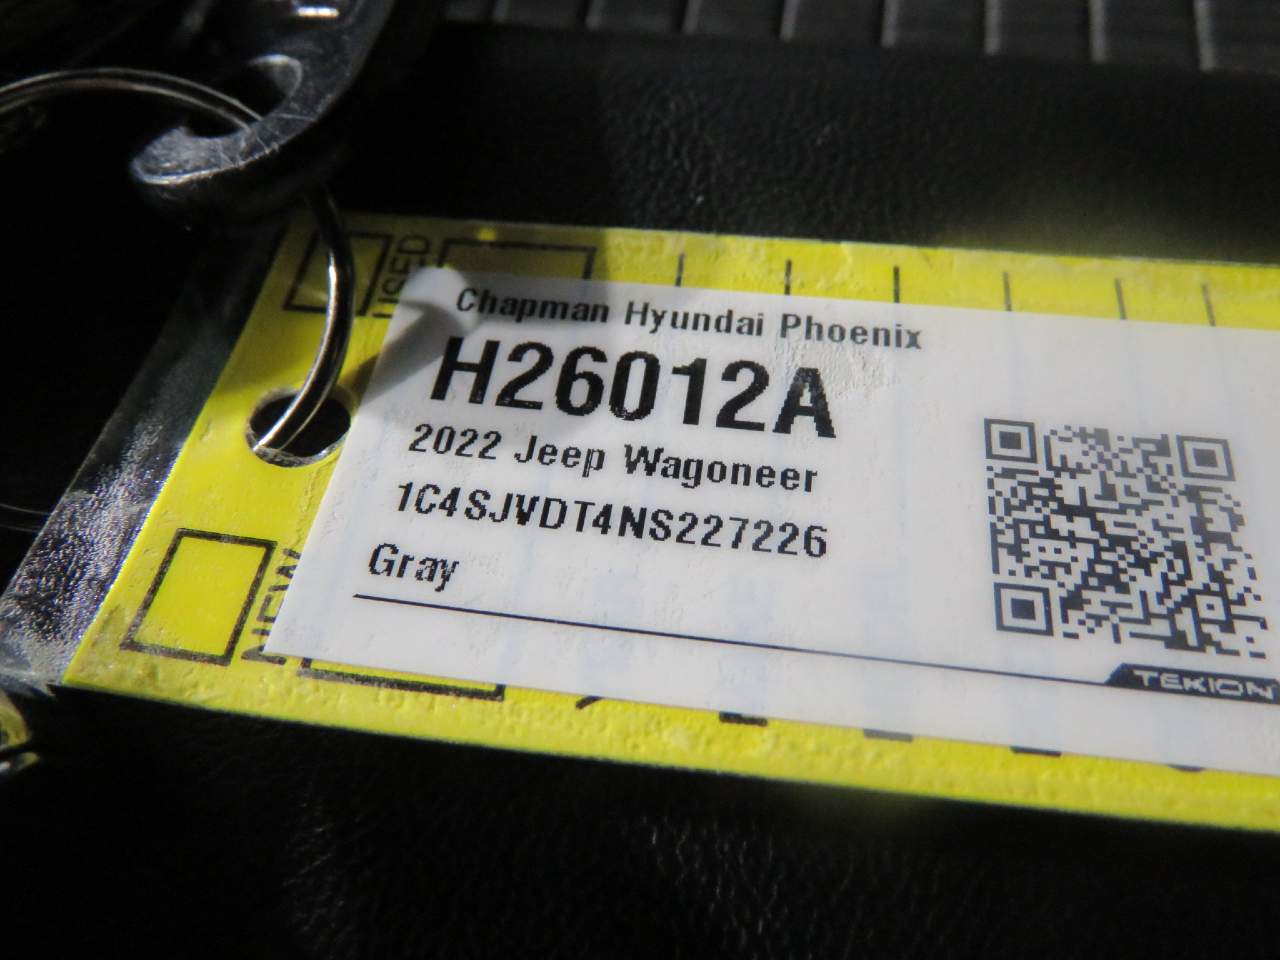 USED
Chapman Hyundai Phoenix
H26012A
2022 Jeep Wagoneer
1C4SJVDT4NS227226
Gray
NEW
TEKION